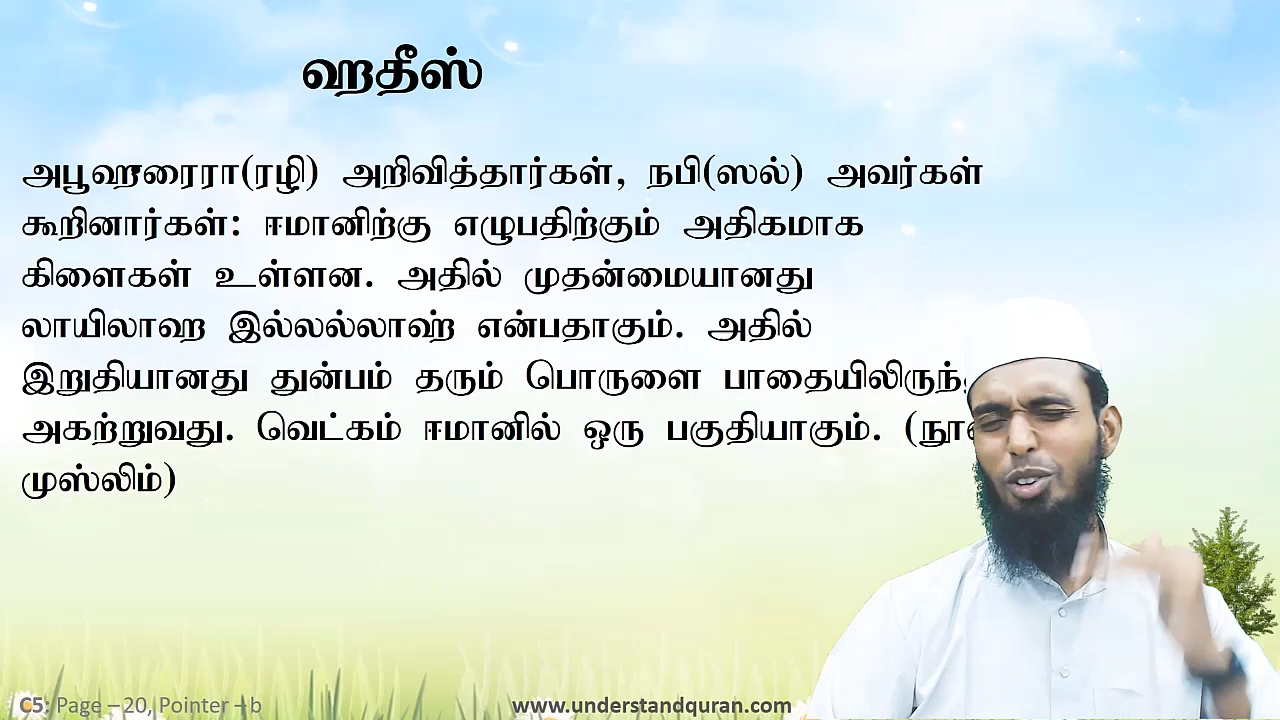 ஹதீஸ்
அபூஹுரைரா(ரழி) அறிவித்தார்கள், நபி(ஸல்) அவர்கள்
கூறினார்கள்: ஈமானிற்கு எழுபதிற்கும் அதிகமாக
கிளைகள் உள்ளன. அதில் முதன்மையானது
லாயிலாஹ இல்லல்லாஹ் என்பதாகும். அதில்
இறுதியானது துன்பம் தரும் பொருளை
அகற்றுவது. வெட்கம் ஈமானில் ஒரு பகுதியாகும்.
முஸ்லிம்)
C5: Page – 20, Pointer – b
www.understandquran.com